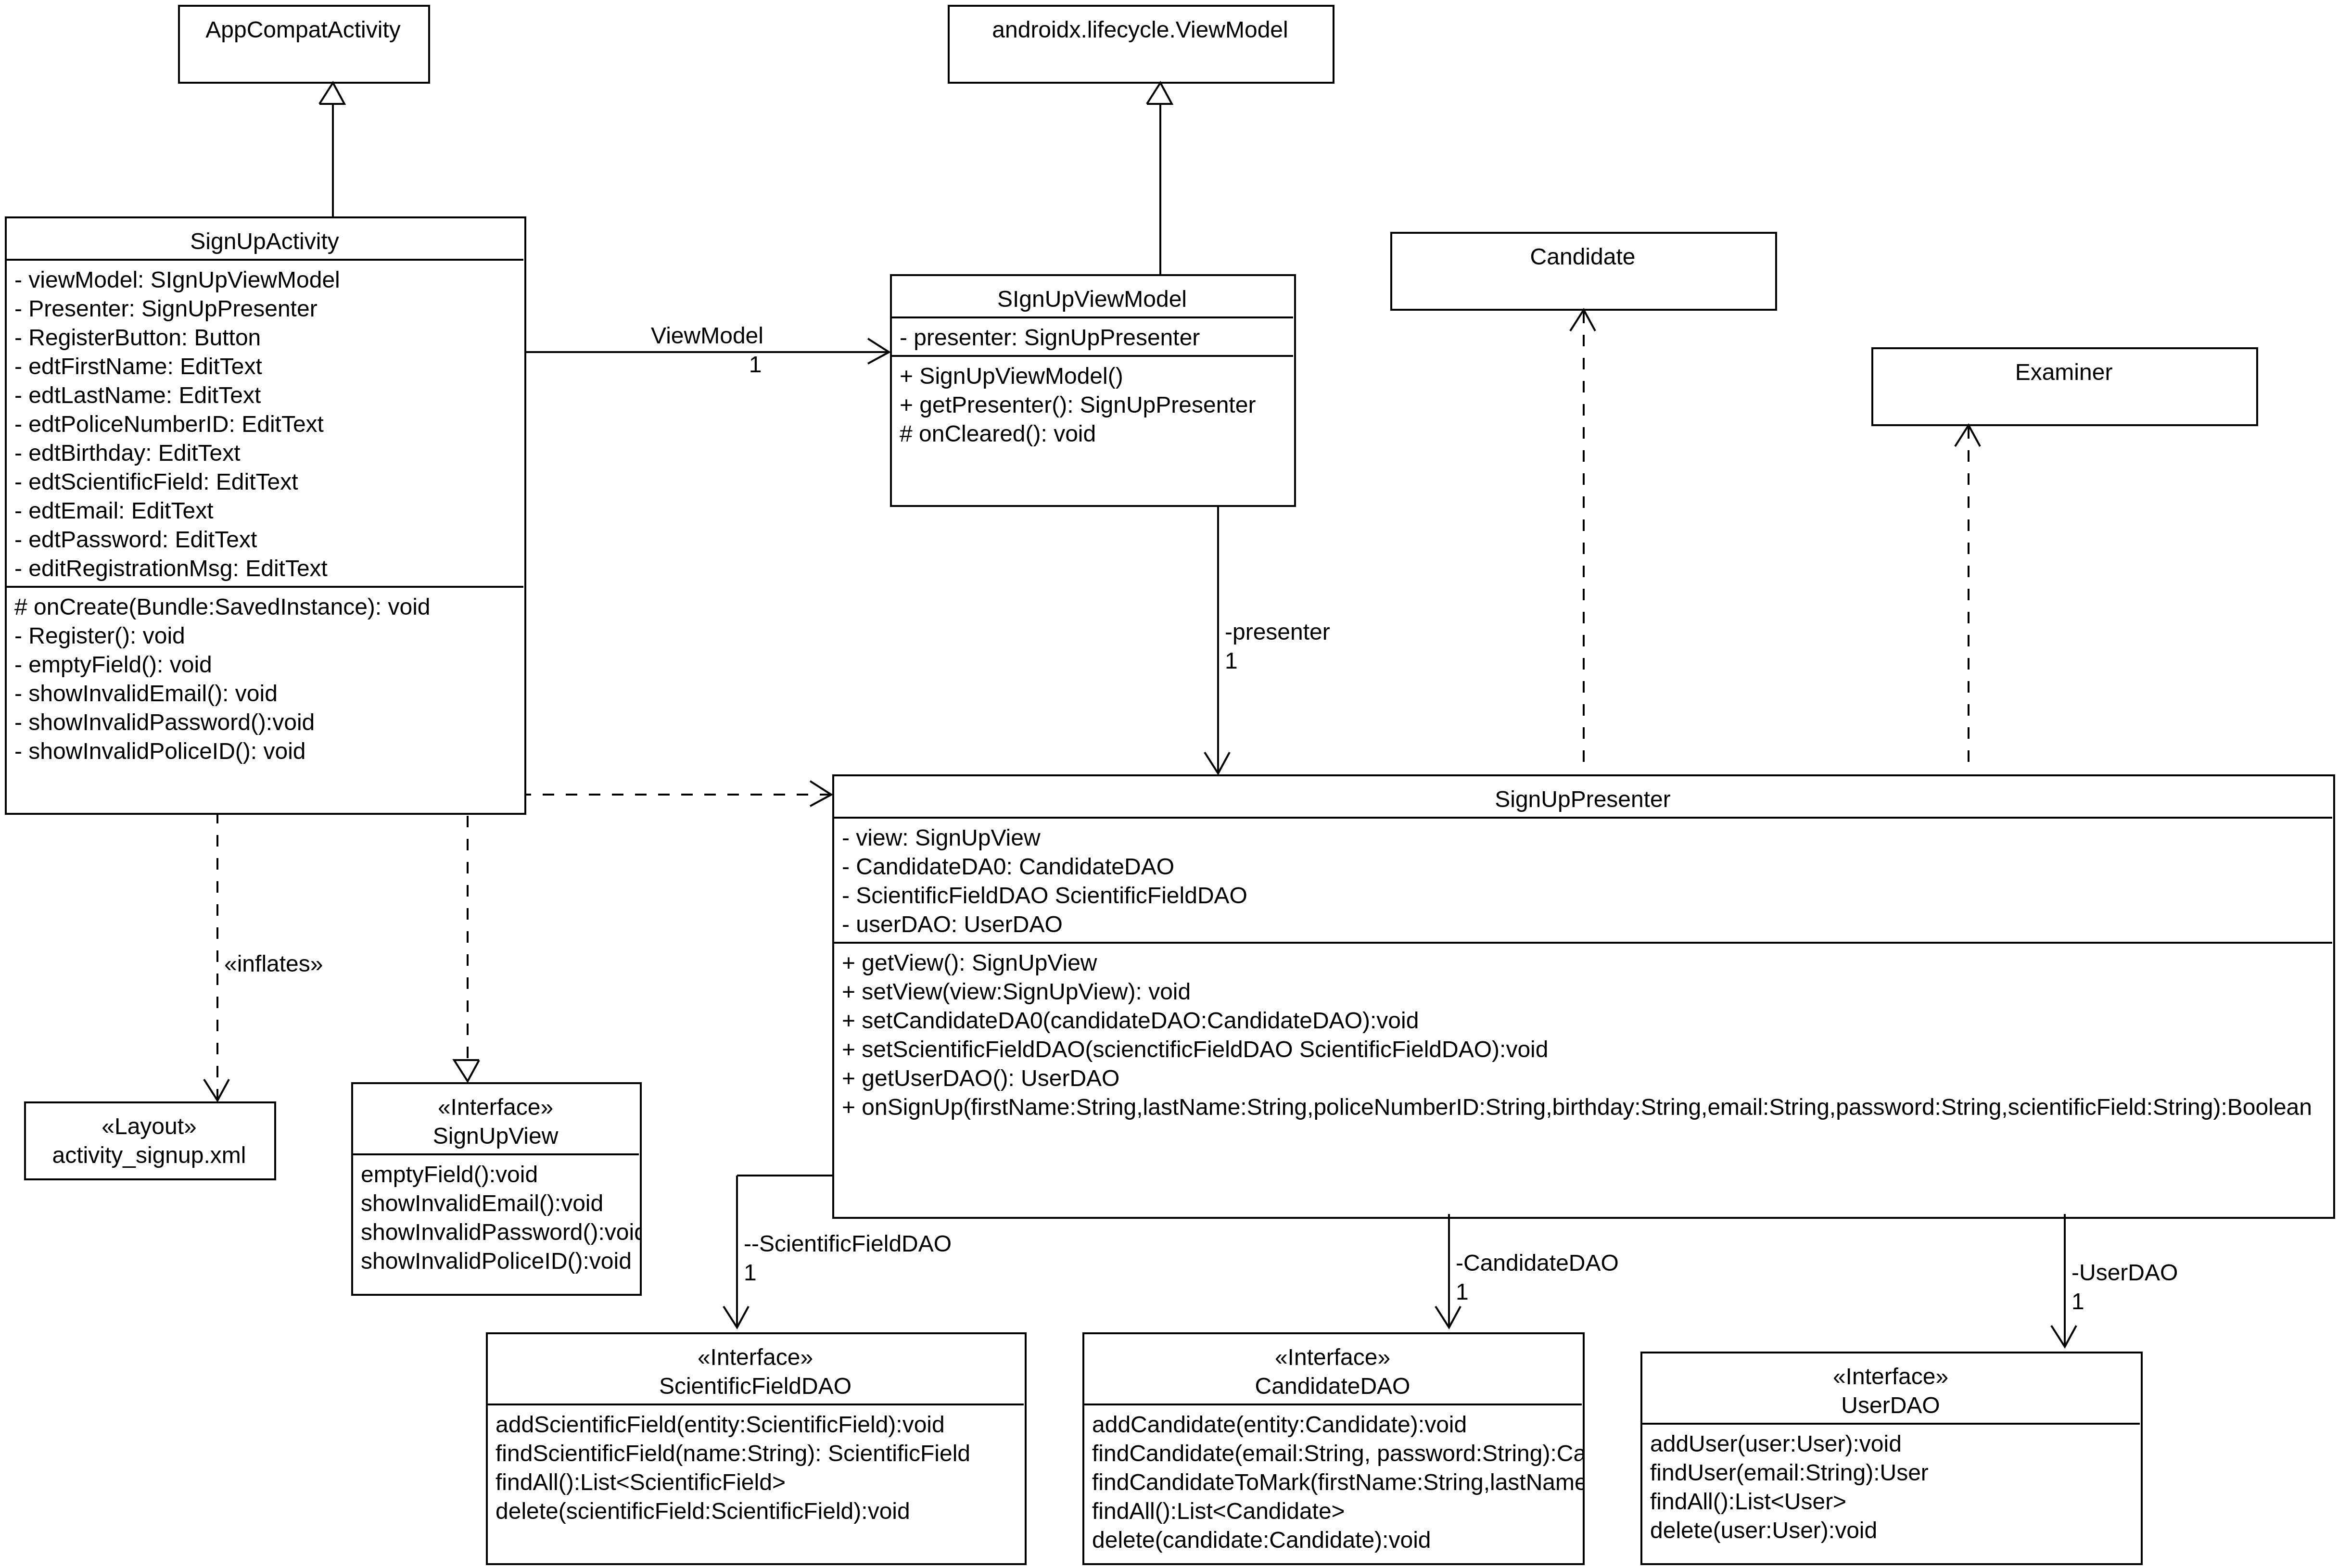 AppCompatActivity
androidx.lifecycle.ViewModel
SignUpActivity
- viewModel: SIgnUpViewModel
- Presenter: SignUpPresenter
- RegisterButton: Button
- edtFirstName: EditText
- edtLastName: EditText
- edtPoliceNumberID: EditText
- edtBirthday: EditText
- edtScientificField: EditText
- edtEmail: EditText
- edtPassword: EditText
- editRegistrationMsg: EditText
# onCreate(Bundle:SavedInstance): void
- Register(): void
- emptyField(): void
- showInvalidEmail(): void
- showInvalidPassword():void
- showInvalidPoliceID(): void
ViewModel
1
SIgnUpViewModel
- presenter: SignUpPresenter
+ SignUpViewModel()
+ getPresenter(): SignUpPresenter
# onCleared(): void
Candidate
Examiner
-presenter
1
SignUpPresenter
- view: SignUpView
- CandidateDA0: CandidateDAO
- ScientificFieldDAO ScientificFieldDAO
- userDAO: UserDAO
+ getView(): SignUpView
+ setView(view:SignUpView): void
+ setCandidateDA0(candidateDAO:CandidateDAO):void
+ setScientificFieldDAO(scienctificFieldDAO ScientificFieldDAO):void
+ getUserDAO(): UserDAO
+ onSignUp(firstName:String,lastName:String,policeNumberID:String,birthday:String,email:String,password:String,scientificField:String):Boolean
«inflates»
«Layout»
activity_signup.xml
«Interface»
SignUpView
emptyField():void
showInvalidEmail():void
showInvalidPassword():void
showInvalidPoliceID():void
--ScientificFieldDAO
1
-CandidateDAO
1
-UserDAO
1
«Interface»
ScientificFieldDAO
addScientificField(entity:ScientificField):void
findScientificField(name:String): ScientificField
findAll():List<ScientificField>
delete(scientificField:ScientificField):void
«Interface»
CandidateDAO
addCandidate(entity:Candidate):void
findCandidate(email:String, password:String):Ca
findCandidateToMark(firstName:String,lastName
findAll():List<Candidate>
delete(candidate:Candidate):void
«Interface»
UserDAO
addUser(user:User):void
findUser(email:String):User
findAll():List<User>
delete(user:User):void